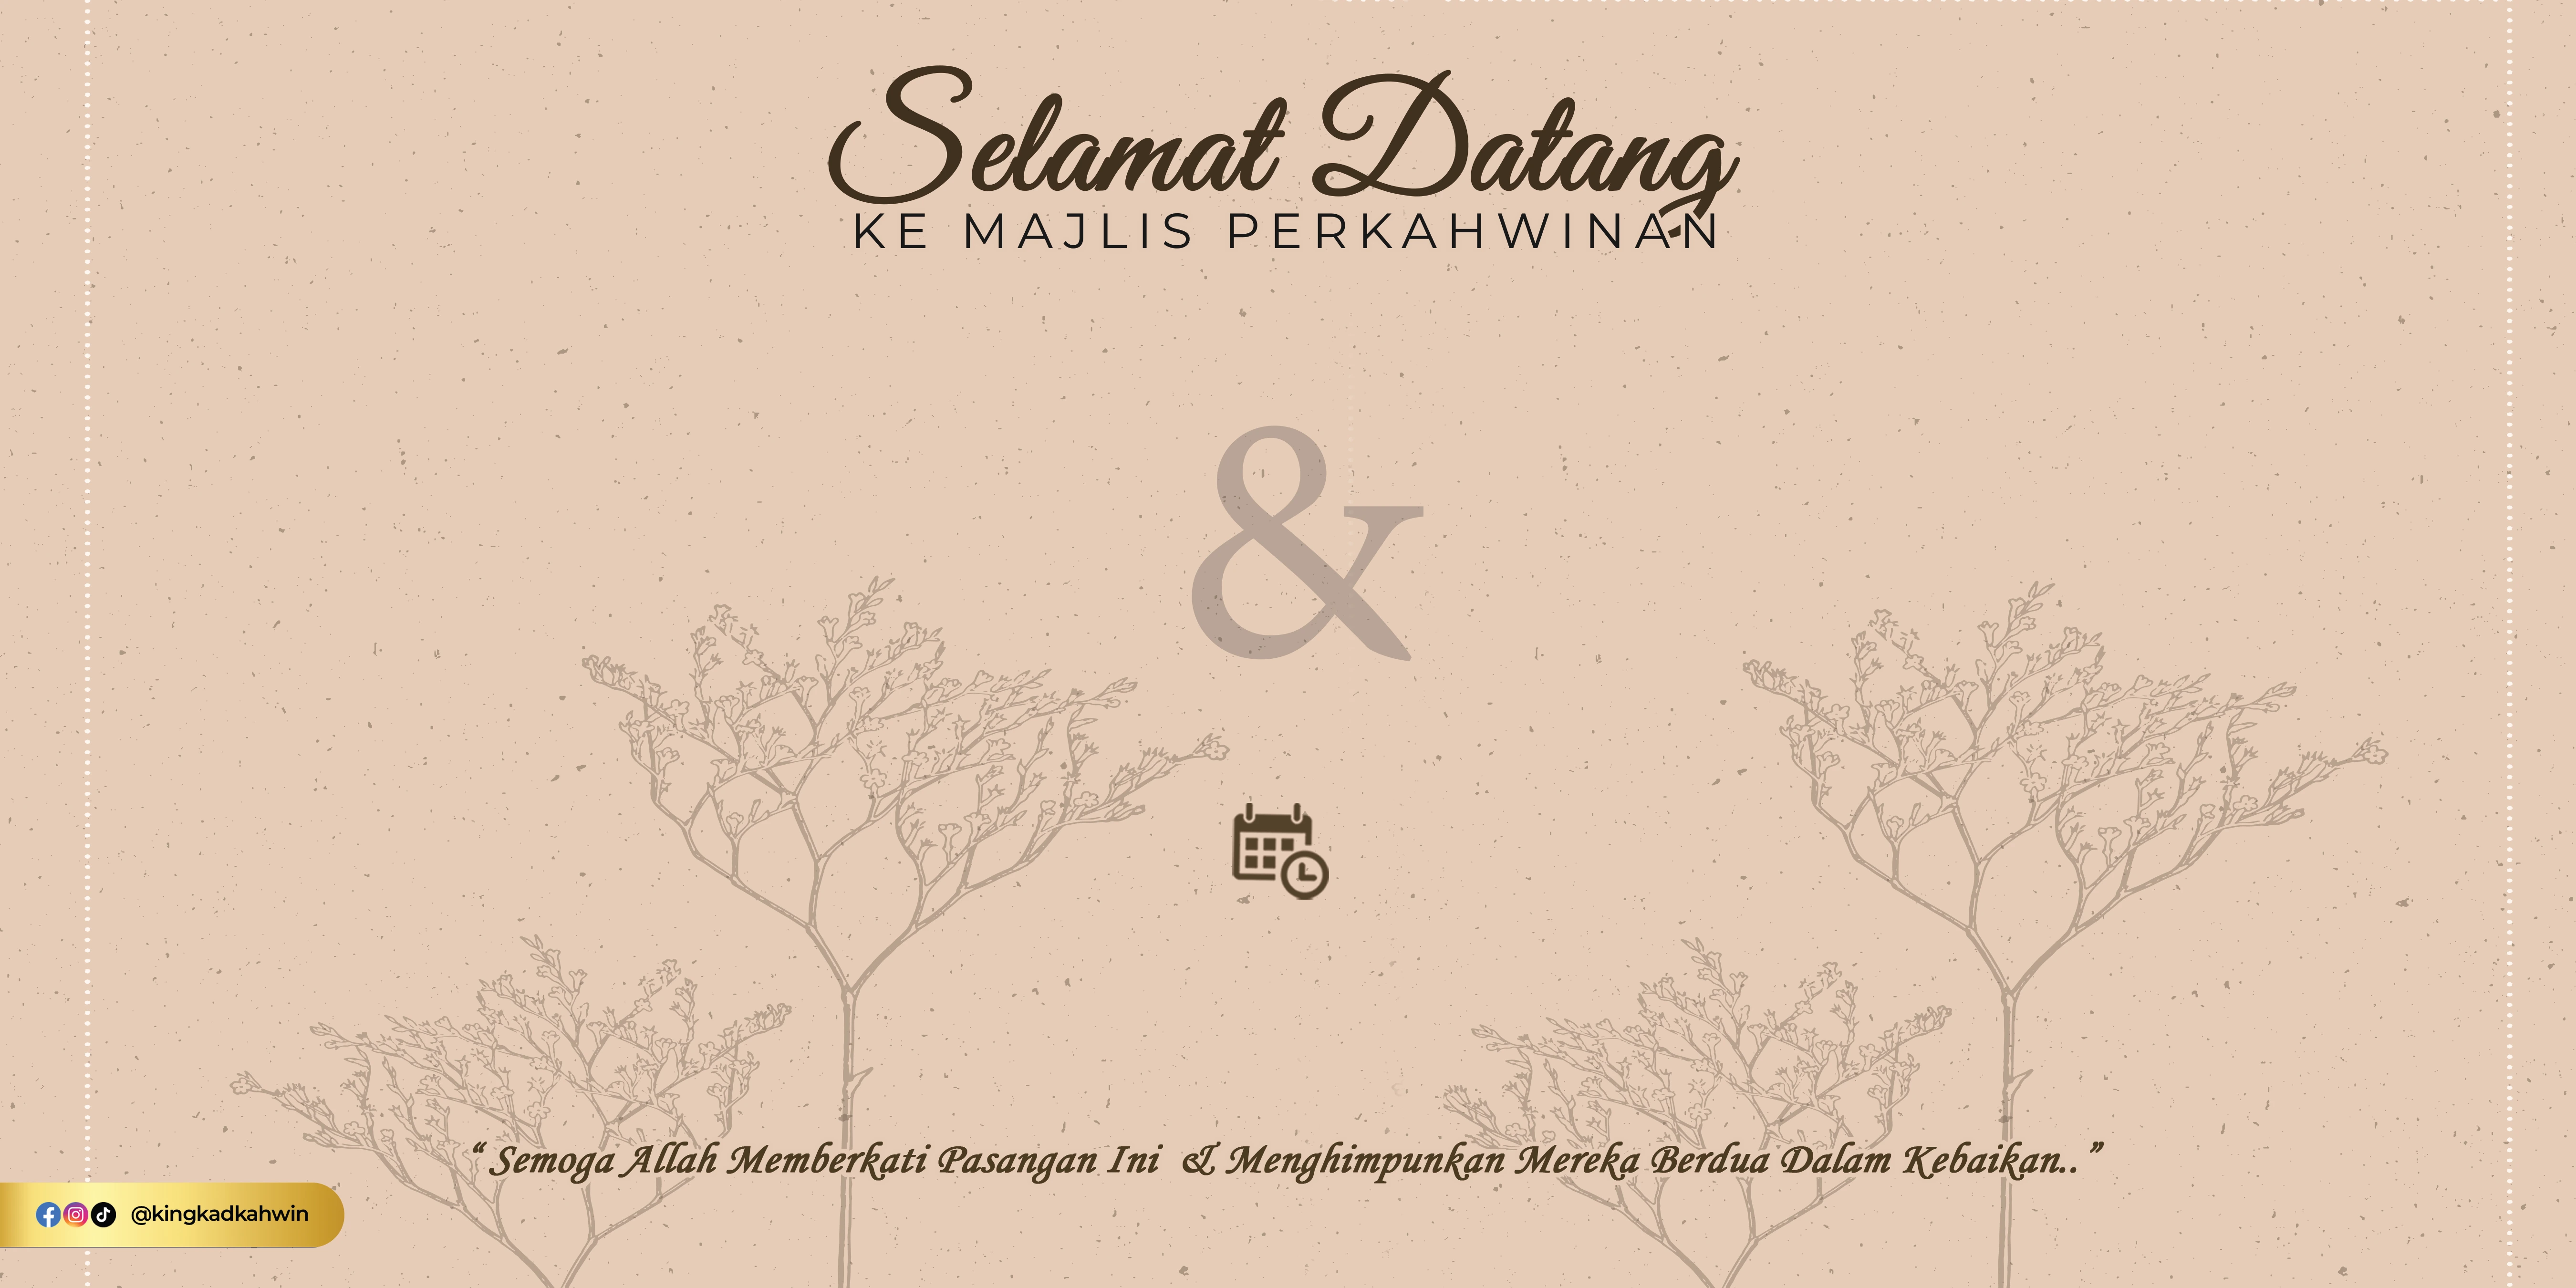 Selamat Datang
KE MAJLIS PERKAHWINAN
&
“ Semoga Allah Memberkati Pasangan Ini & Menghimpunkan Mereka Berdua Dalam Kebaikan.. ”
@kingkadkahwin